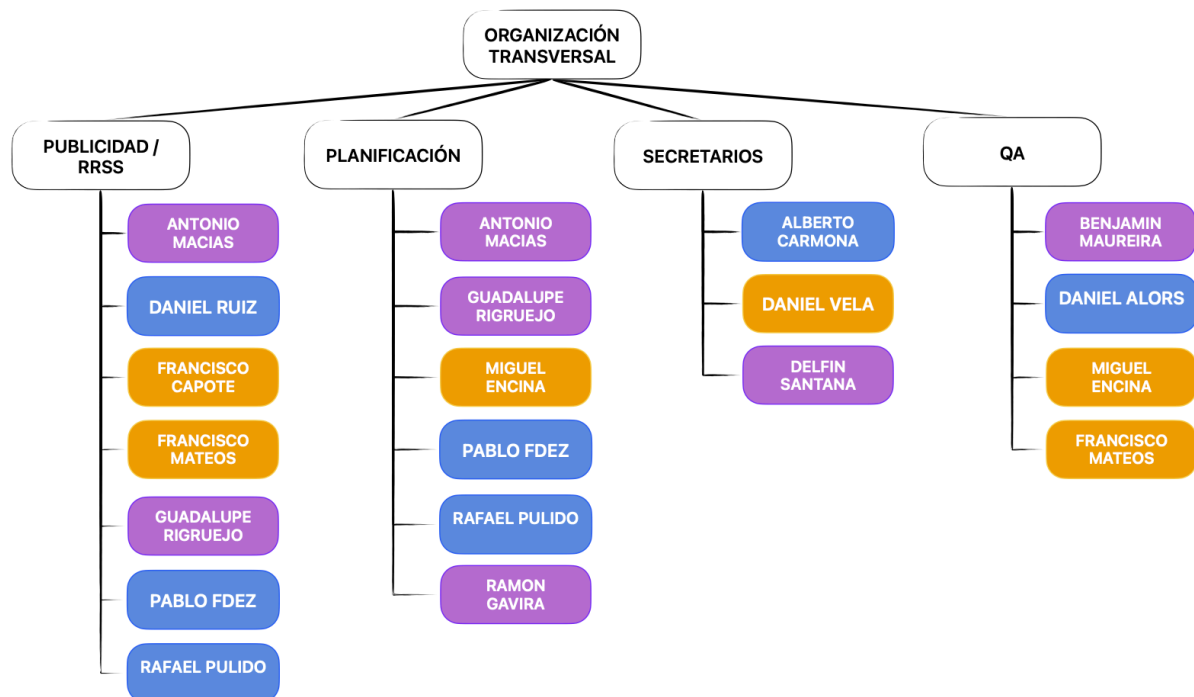 ORGANIZACIÓN
TRANSVERSAL
PUBLICIDAD /
RRSS
ANTONIO
MACIAS
DANIEL RUIZ
FRANCISCO
CAPOTE
FRANCISCO
MATEOS
GUADALUPE
RIGRUEJO
PABLO FDEZ
RAFAEL PULIDO
PLANIFICACIÓN
ANTONIO
MACIAS
GUADALUPE
RIGRUEJO
MIGUEL
ENCINA
PABLO FDEZ
RAFAEL PULIDO
RAMON
GAVIRA
SECRETARIOS
ALBERTO
CARMONA
DANIEL VELA
DELFIN
SANTANA
QA
BENJAMIN
MAUREIRA
DANIEL ALORS
MIGUEL
ENCINA
FRANCISCO
MATEOS